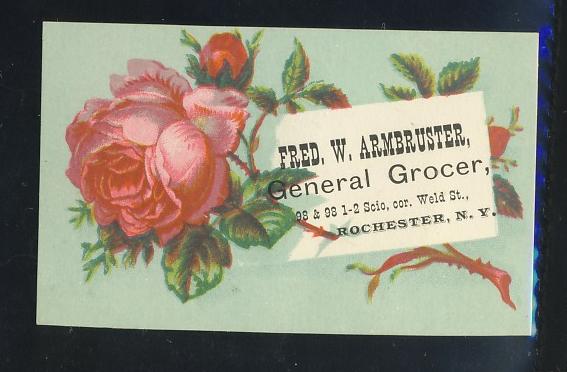 FRED. W. ARMBRUSTER,
General Grocer,
98 & 98 1-2 Scio, cor. Weld St.,
ROCHESTER, N. Y.